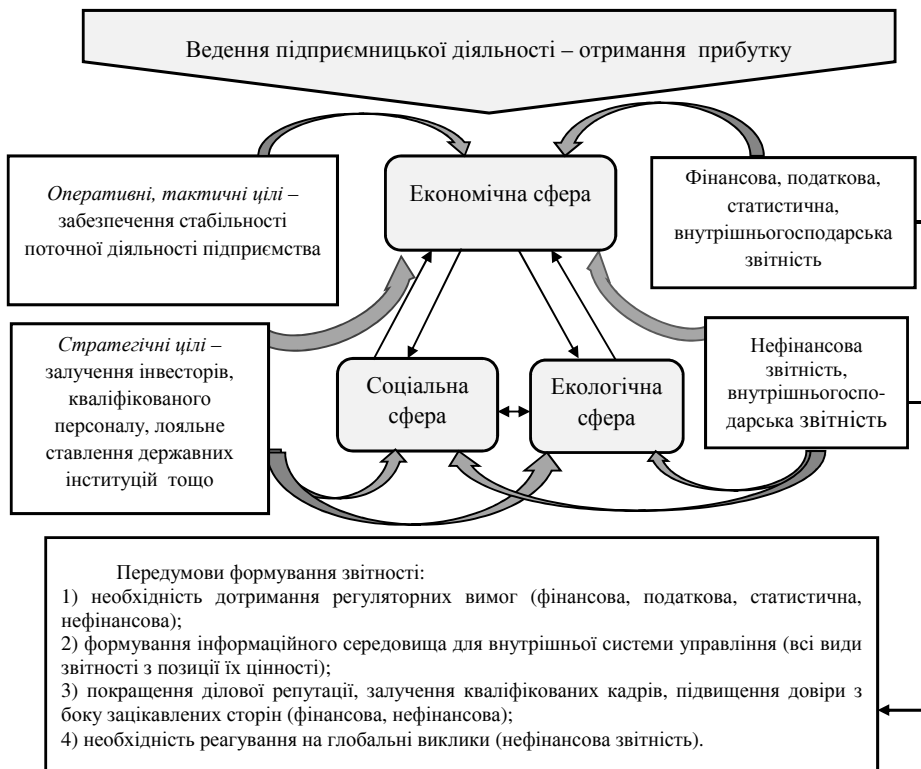 Ведення підприємницької діяльності – отримання прибутку
Оперативні, тактичні цілі –
забезпечення стабільності
поточної діяльності підприємства
Економічна сфера
Фінансова, податкова,
статистична,
внутрішньогосподарська
звітність
Стратегічні цілі –
залучення інвесторів,
кваліфікованого
персоналу, лояльне
ставлення державних
інституцій тощо
Соціальна
сфера
Екологічна
сфера
Нефінансова
звітність,
внутрішньогоспо-
дарська звітність
Передумови формування звітності:
1) необхідність дотримання регуляторних вимог (фінансова, податкова, статистична,
нефінансова);
2) формування інформаційного середовища для внутрішньої системи управління (всі види
звітності з позиції їх цінності);
3) покращення ділової репутації, залучення кваліфікованих кадрів, підвищення довіри з
боку зацікавлених сторін (фінансова, нефінансова);
4) необхідність реагування на глобальні виклики (нефінансова звітність).